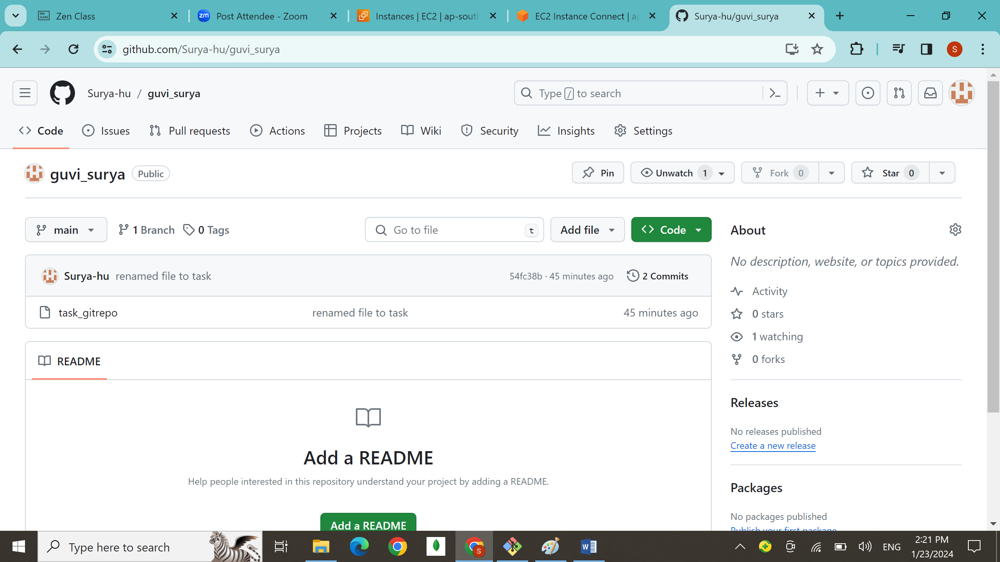 Zen Class
Post Attendee - Zoom
Instances | EC2 | ap-south
EC2 Instance Connect | ap
Surya-hu/guvi_surya
github.com/Surya-hu/guvi_surya
S
Surya-hu / guvi_surya
Type / to search
Code
Issues
Pull requests
Actions
Projects
Wiki
Security
Insights
Settings
guvi_surya
Public
Pin
Unwatch 1
Fork 0
Star 0
main
1 Branch
0 Tags
Go to file
t
Add file
Code
About
No description, website, or topics provided.
Surya-hu renamed file to task
54fc38b · 45 minutes ago
2 Commits
task_gitrepo
renamed file to task
45 minutes ago
Activity
0 stars
1 watching
0 forks
README
Add a README
Help people interested in this repository understand your project by adding a README.
Add a README
Releases
No releases published
Create a new release
Packages
No packages published
Publish your first package
Type here to search
ENG
2:21 PM
1/23/2024